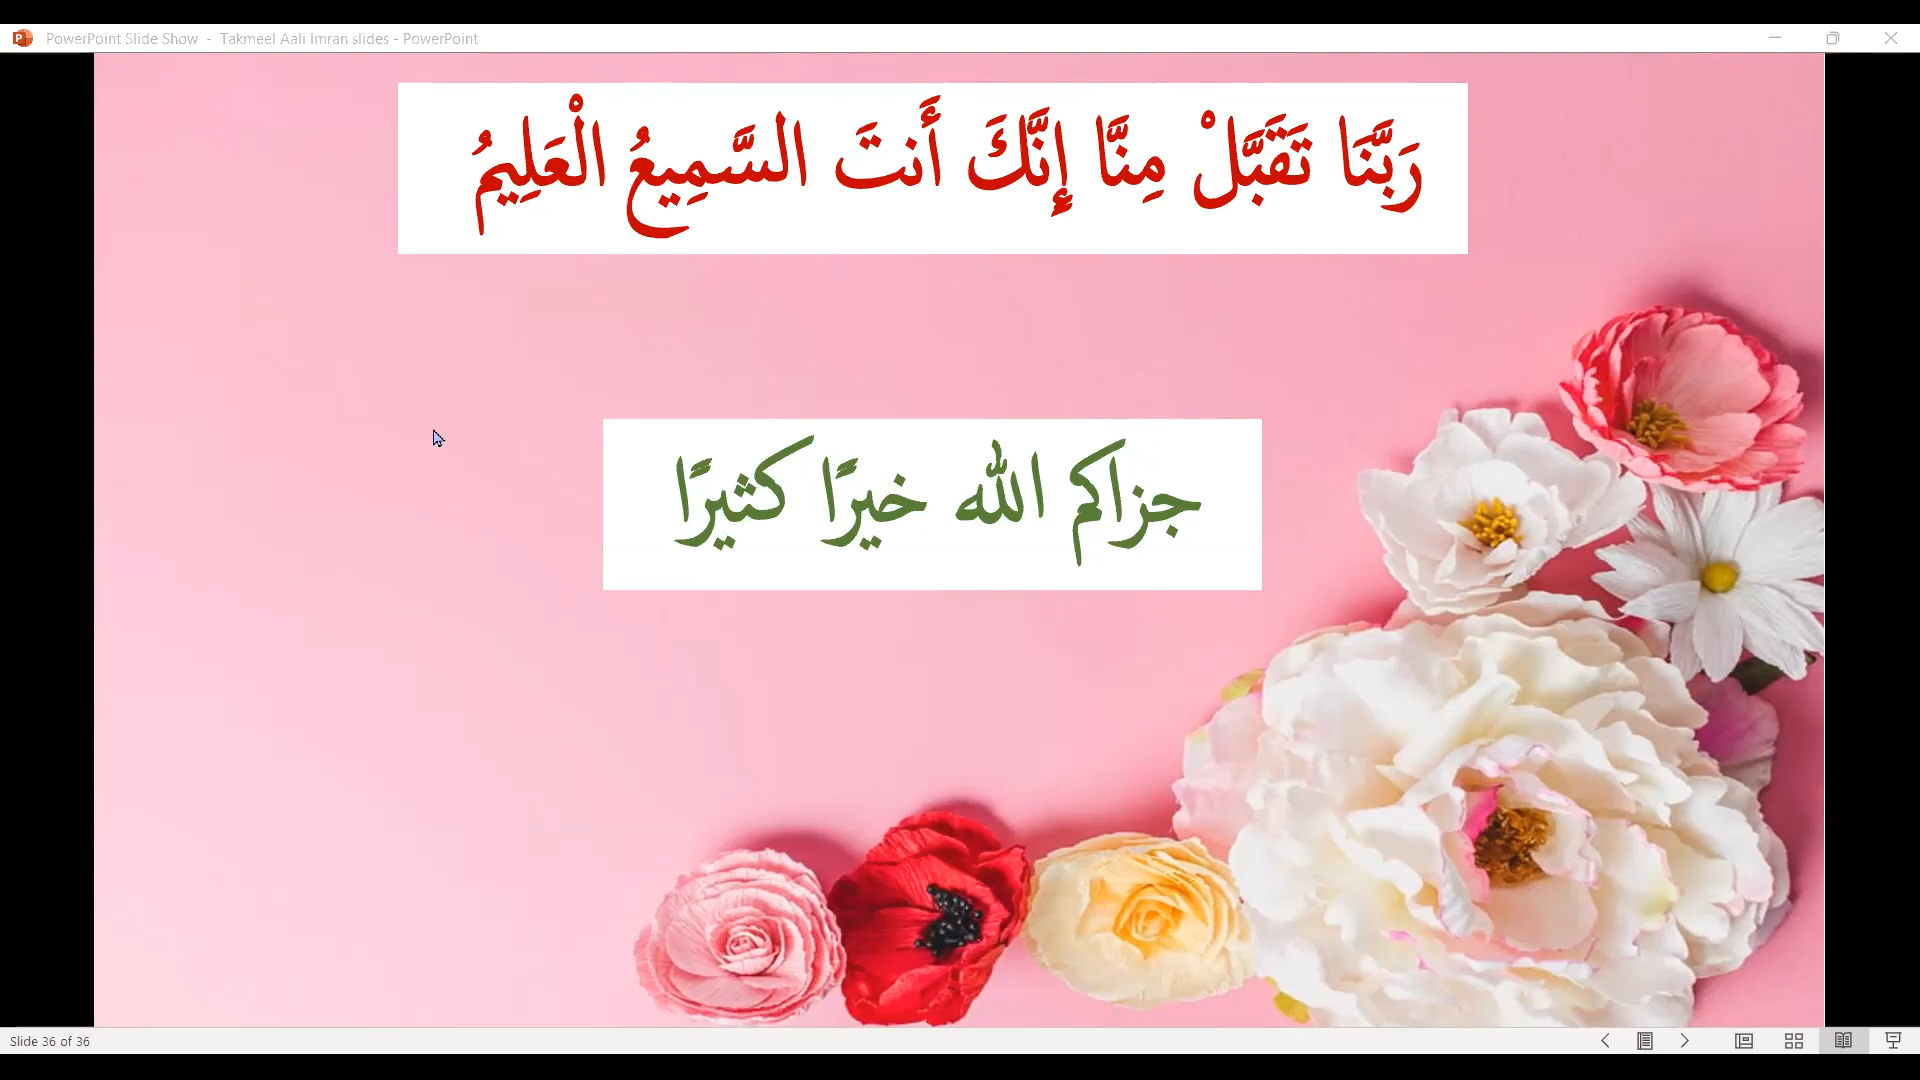 PowerPoint Slide Show - Takmeel Aali Imran slides - PowerPoint
رَبَّنَا تَقَبَّلْ مِنَّا إِنَّكَ أَنتَ السَّمِيعُ الْعَلِيمُ
جزاكم الله خيرًا كثيرًا
Slide 36 of 36